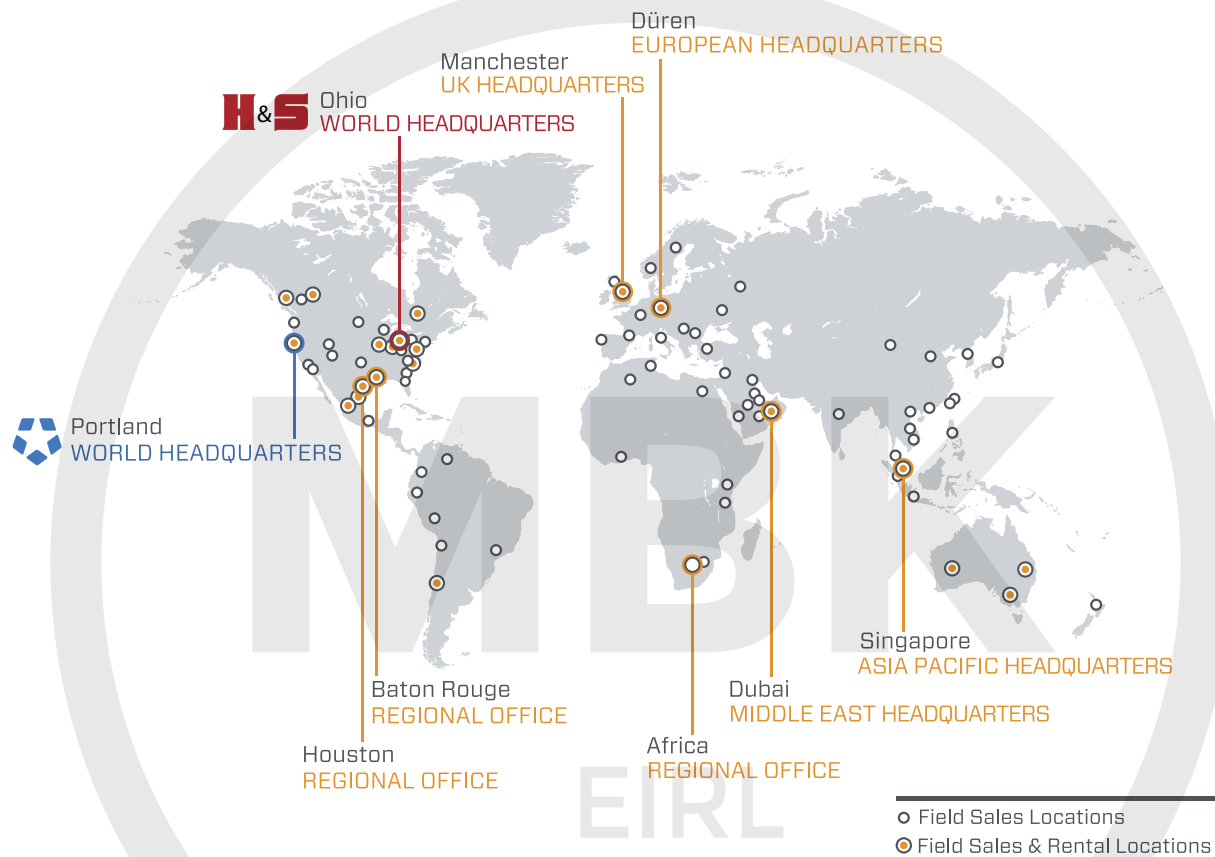 Düren
EUROPEAN HEADQUARTERS
Manchester
UK HEADQUARTERS
H&S
Ohio
WORLD HEADQUARTERS
Portland
WORLD HEADQUARTERS
MBK
Singapore
ASIA PACIFIC HEADQUARTERS
Baton Rouge
REGIONAL OFFICE
Dubai
MIDDLE EAST HEADQUARTERS
Houston
REGIONAL OFFICE
Africa
REGIONAL OFFICE
EIRL
Field Sales Locations
Field Sales & Rental Locations